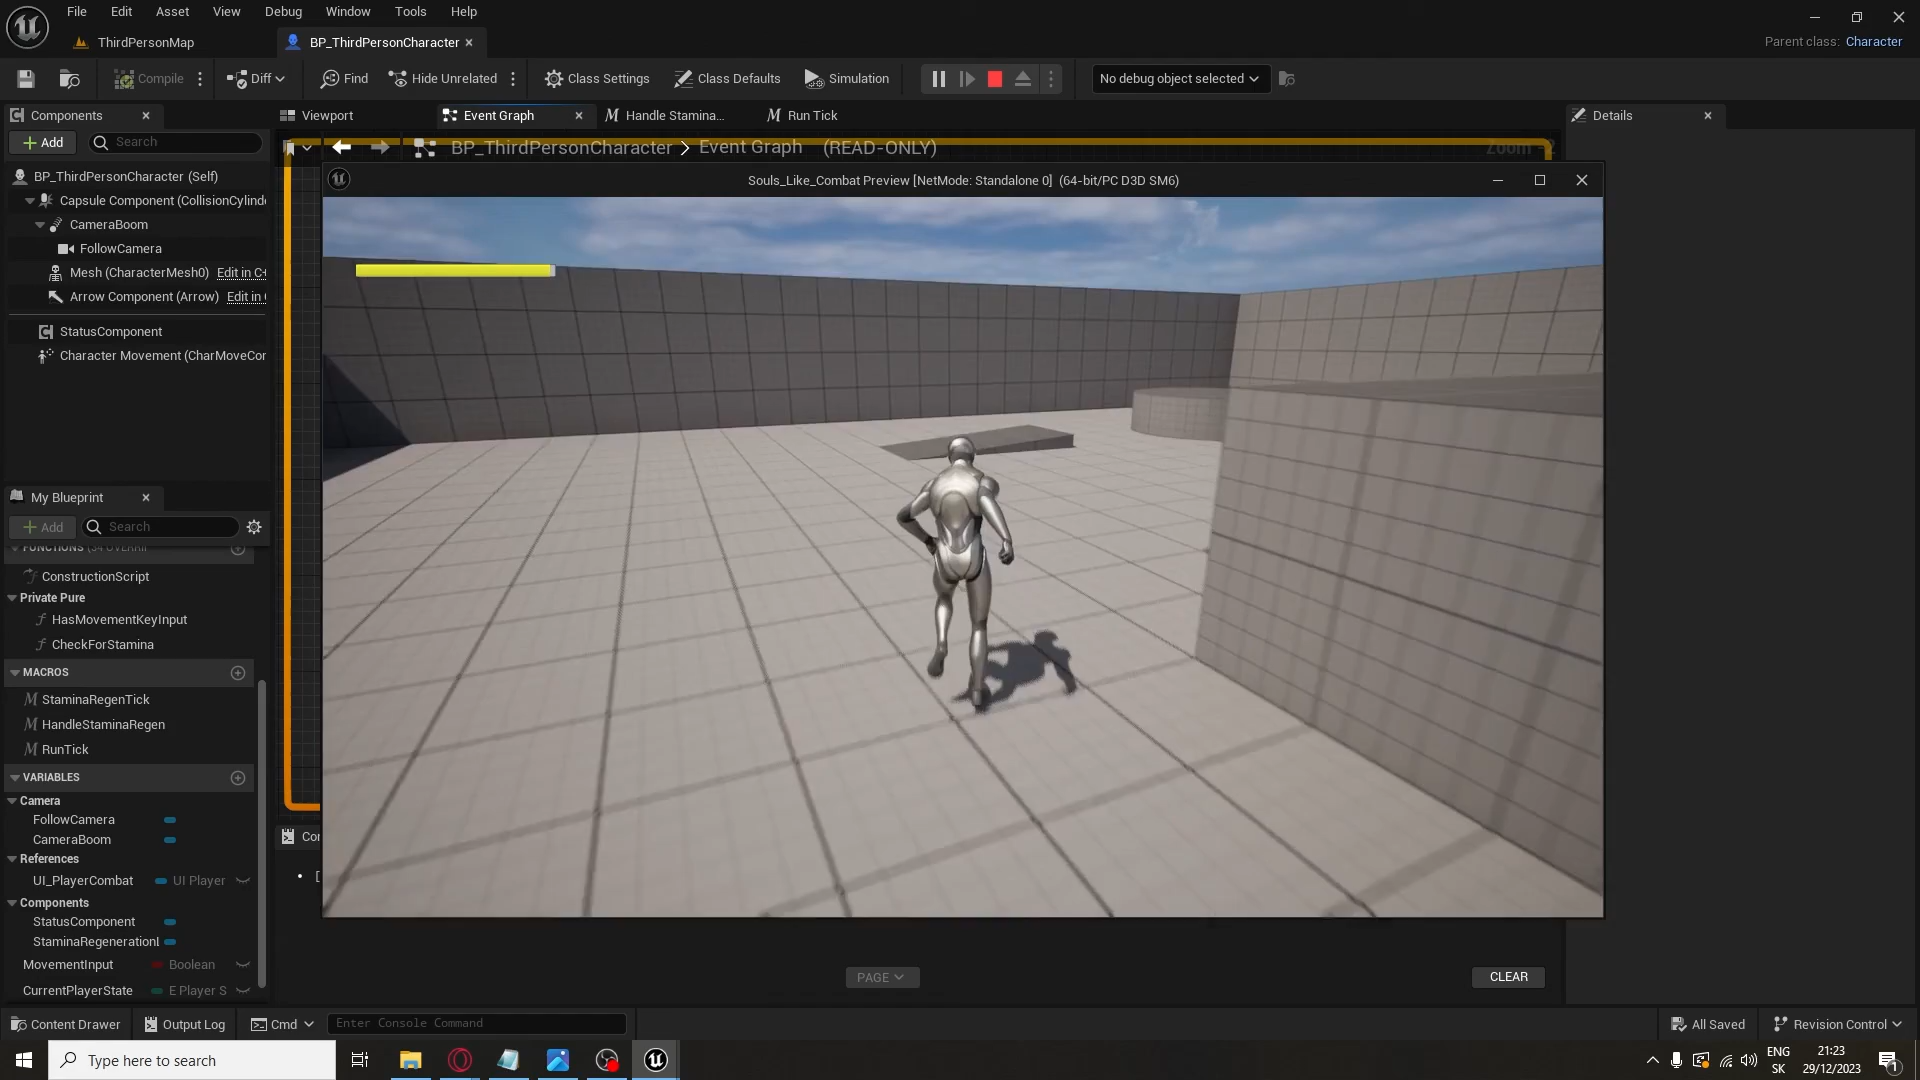 File Edit Asset View Debug Window Tools Help
ThirdPersonMap
BP_ThirdPersonCharacter
Parent class: Character
Compile
Diff
Find
Hide Unrelated
Class Settings
Class Defaults
Simulation
No debug object selected
Components
Viewport
Event Graph
Handle Stamina...
Run Tick
Details
Add
Search
BP_ThirdPersonCharacter > Event Graph (READ-ONLY)
Zoom -2
BP_ThirdPersonCharacter (Self)
Souls_Like_Combat Preview [NetMode: Standalone 0] (64-bit/PC D3D SM6)
Capsule Component (CollisionCylinde
CameraBoom
FollowCamera
Mesh (CharacterMesh0) Edit in C+
Arrow Component (Arrow) Edit in
StatusComponent
Character Movement (CharMoveCor
My Blueprint
Add
Search
FUNCTIONS
ConstructionScript
Private Pure
HasMovementKeyInput
CheckForStamina
MACROS
StaminaRegenTick
HandleStaminaRegen
RunTick
VARIABLES
Camera
FollowCamera
CameraBoom
Con
References
UI_PlayerCombat UI Player
[
Components
StatusComponent
StaminaRegenerationI
MovementInput Boolean
CurrentPlayerState E Player S
PAGE
CLEAR
Content Drawer
Output Log
Cmd
Enter Console Command
All Saved
Revision Control
Type here to search
ENG
SK
21:23
29/12/2023
1